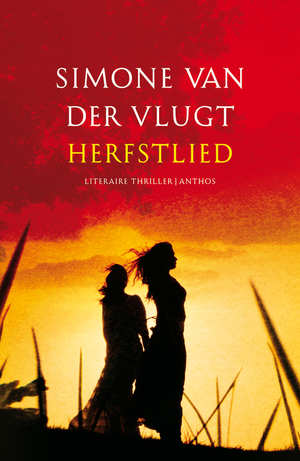 SIMONE VAN
DER VLUGT
HERFSTLIED
LITERAIRE THRILLER | ANTHOS